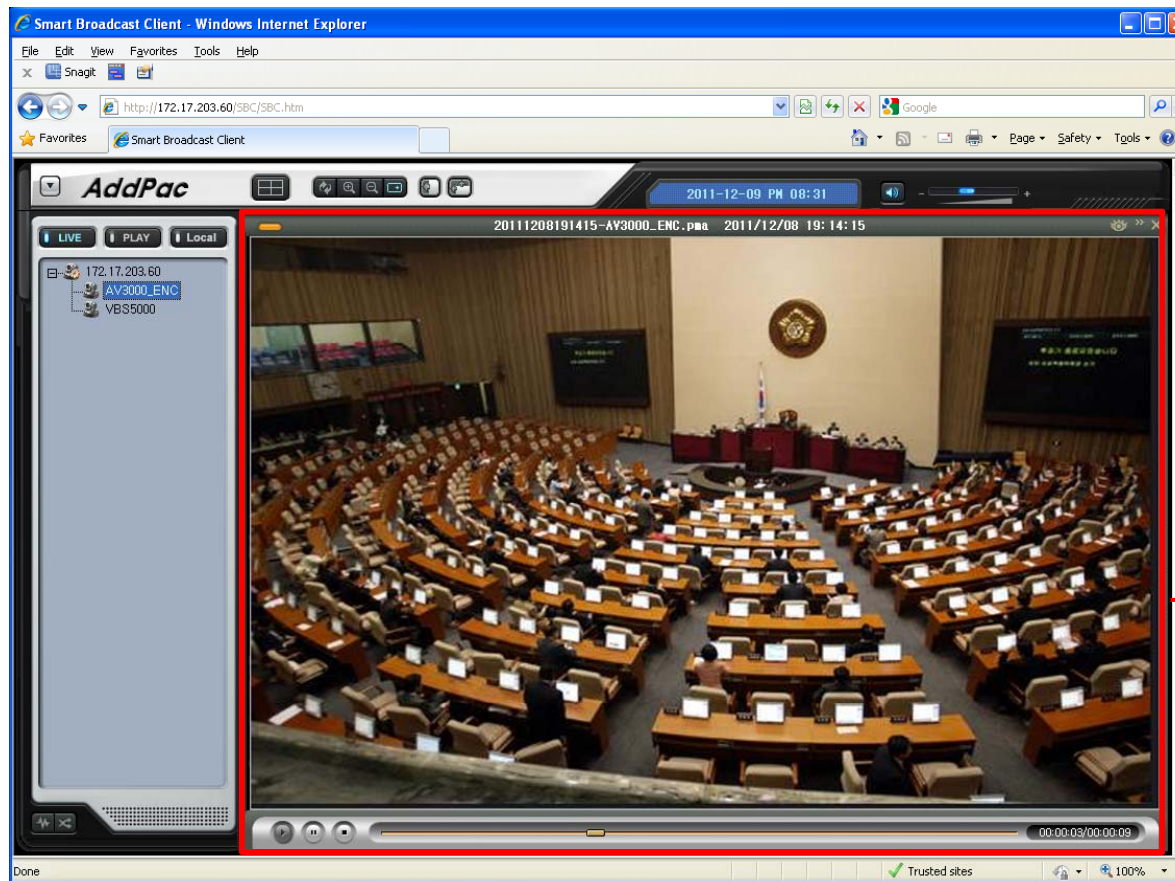 Smart Broadcast Client - Windows Internet Explorer
File Edit View Favorites Tools Help
x Snagit
http://172.17.203.60/SBC/SBC.htm
Google
Favorites Smart Broadcast Client
Page Safety Tools
AddPac
2011-12-09 PM 08:31
- +
LIVE PLAY Local
20111208191415-AV3000_ENC.pma 2011/12/08 19:14:15
172.17.203.60
AV3000_ENC
VBS5000
00:00:03/00:00:09
Done
Trusted sites
100%